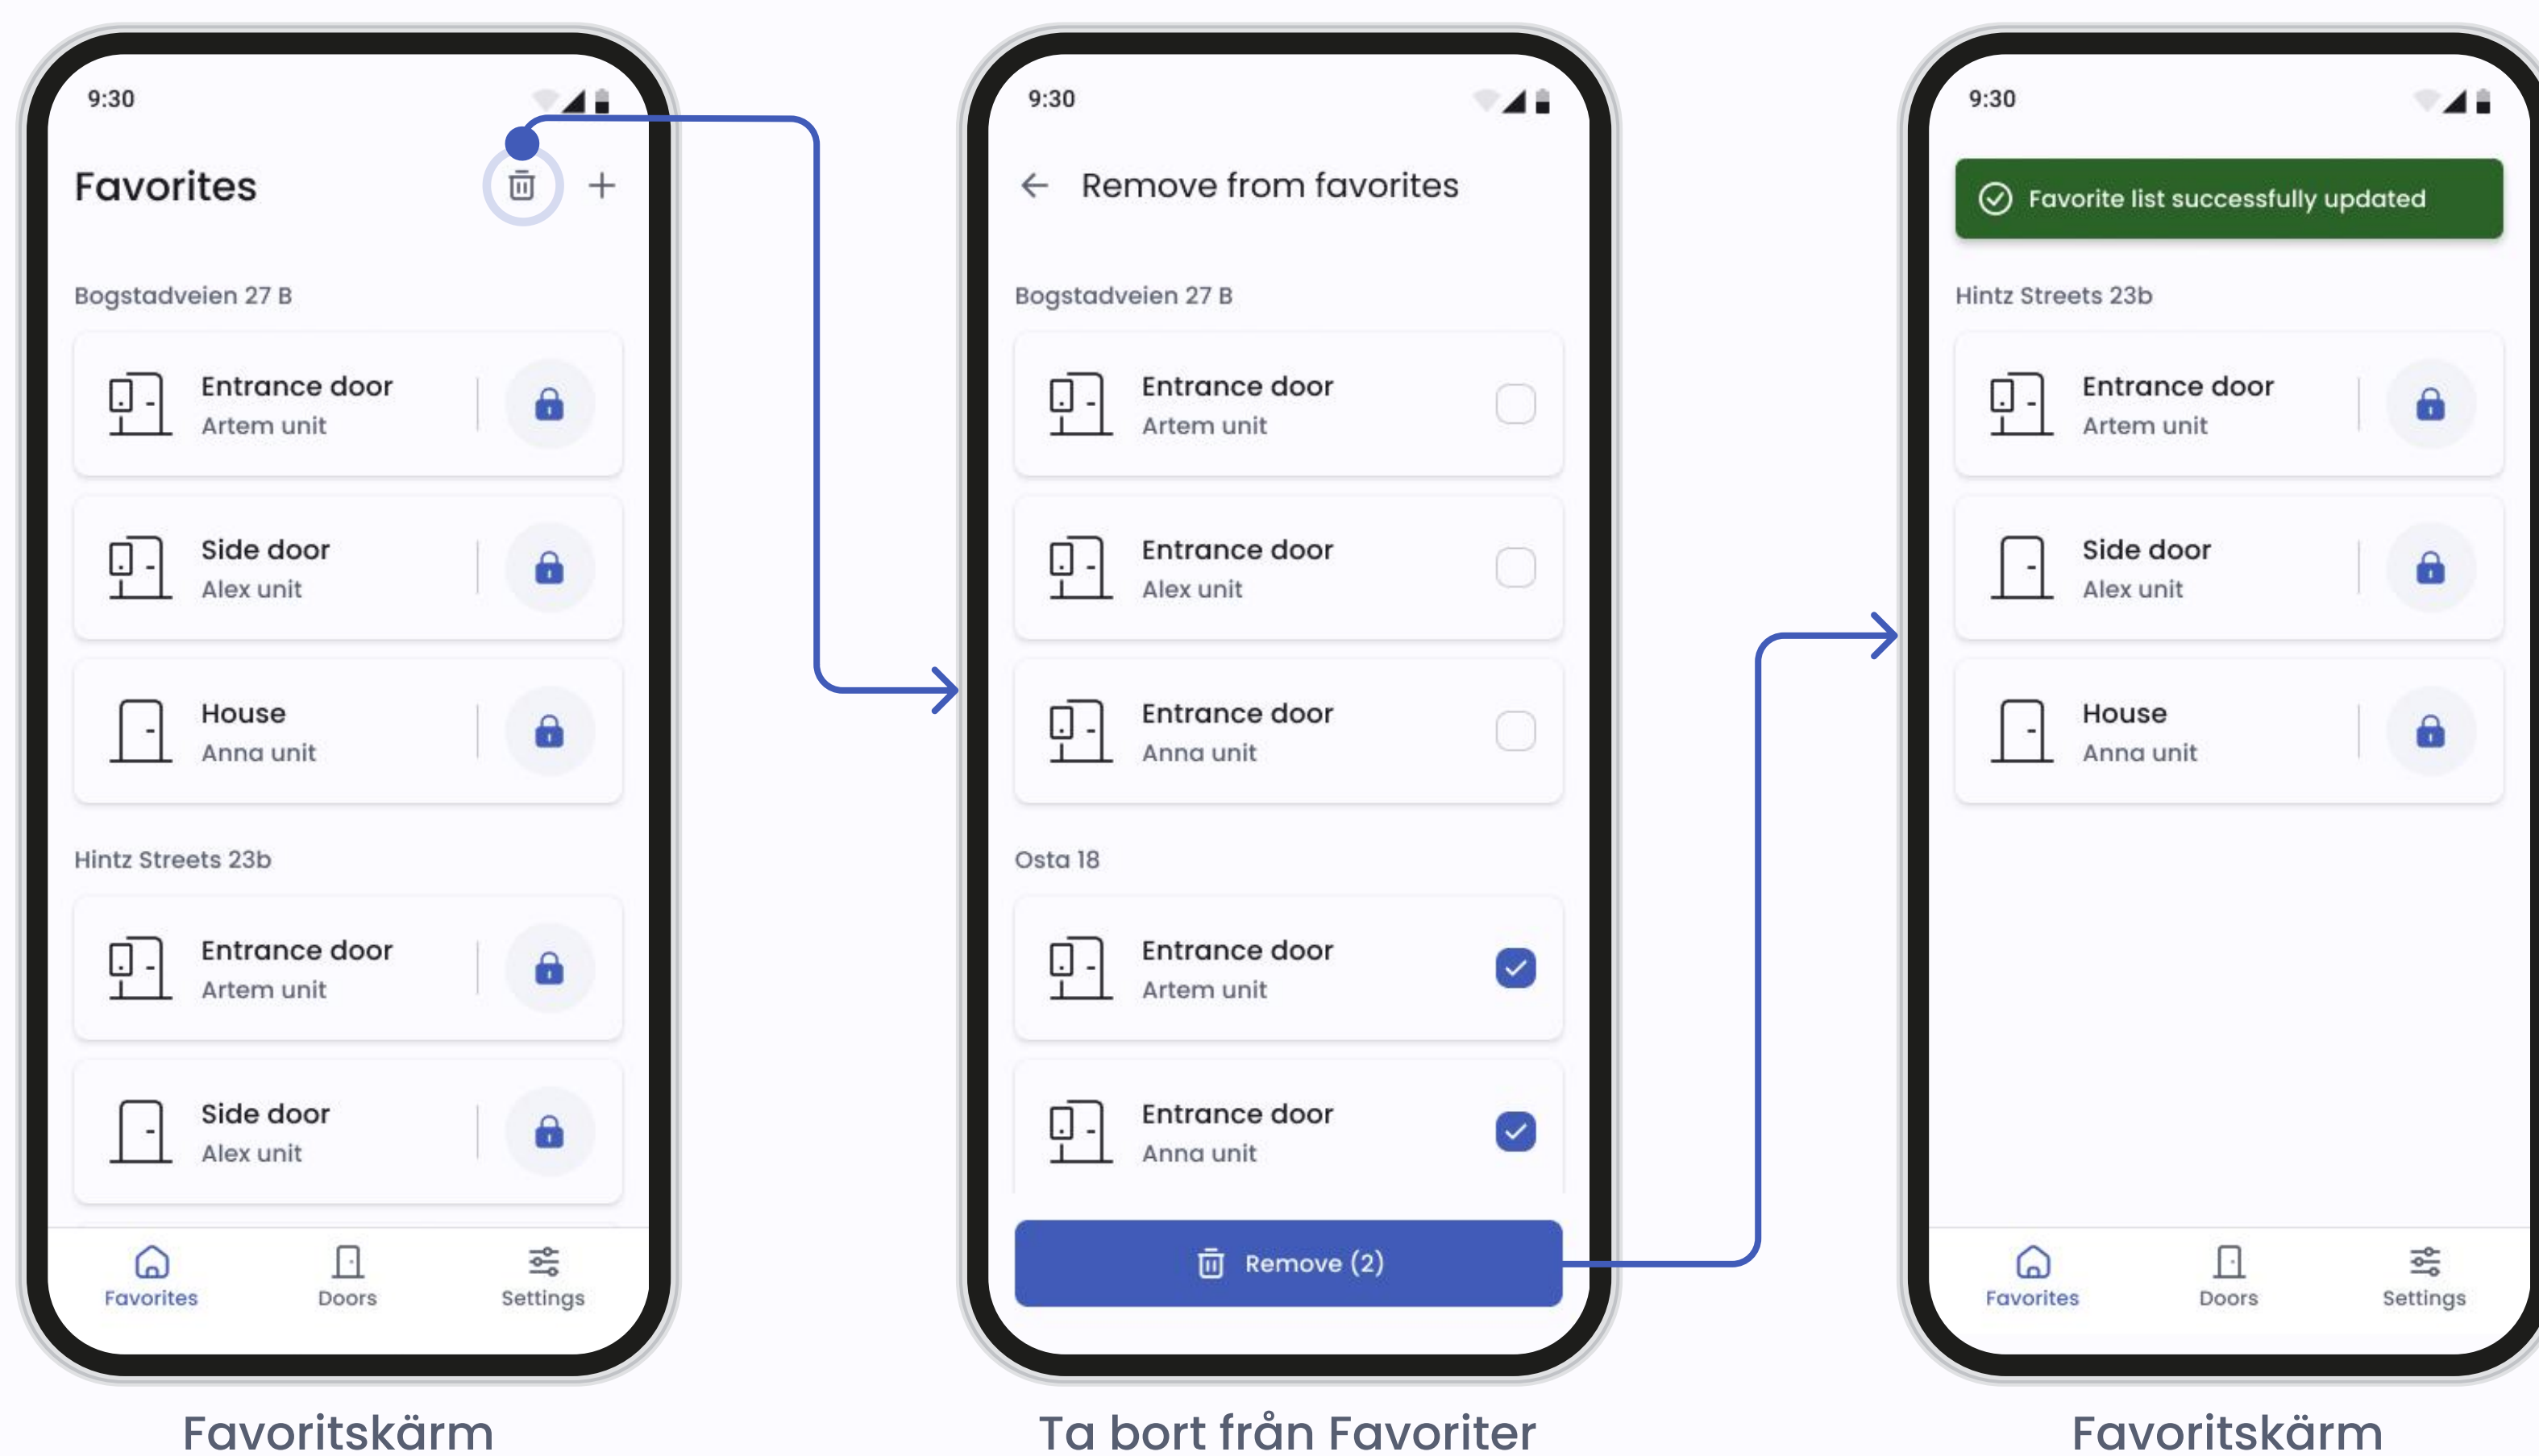 9:30
Favorites
Bogstadveien 27 B
Entrance door
Artem unit
Side door
Alex unit
House
Anna unit
Hintz Streets 23b
Entrance door
Artem unit
Side door
Alex unit
Favorites
Doors
Settings
Favoritskärm
9:30
Remove from favorites
Bogstadveien 27 B
Entrance door
Artem unit
Entrance door
Alex unit
Entrance door
Anna unit
Osta 18
Entrance door
Artem unit
Entrance door
Anna unit
Remove (2)
Ta bort från Favoriter
9:30
Favorite list successfully updated
Hintz Streets 23b
Entrance door
Artem unit
Side door
Alex unit
House
Anna unit
Favorites
Doors
Settings
Favoritskärm